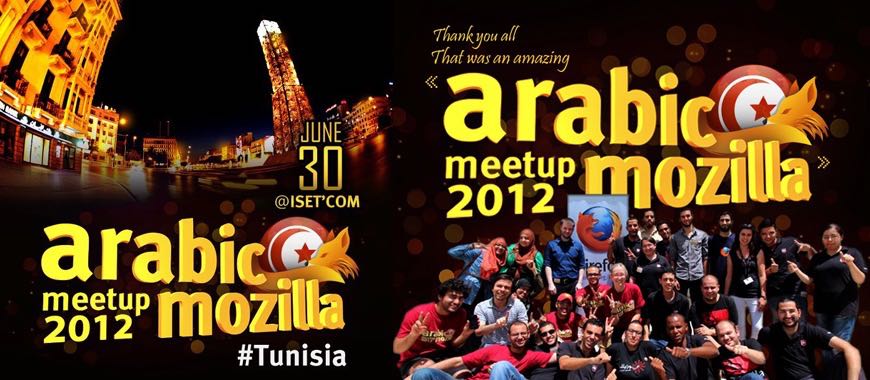 JUNE
30
@ISET'COM
arabic
meetup mozilla
2012
#Tunisia
Thank you all
That was an amazing
« arabic
meetup mozilla »
2012